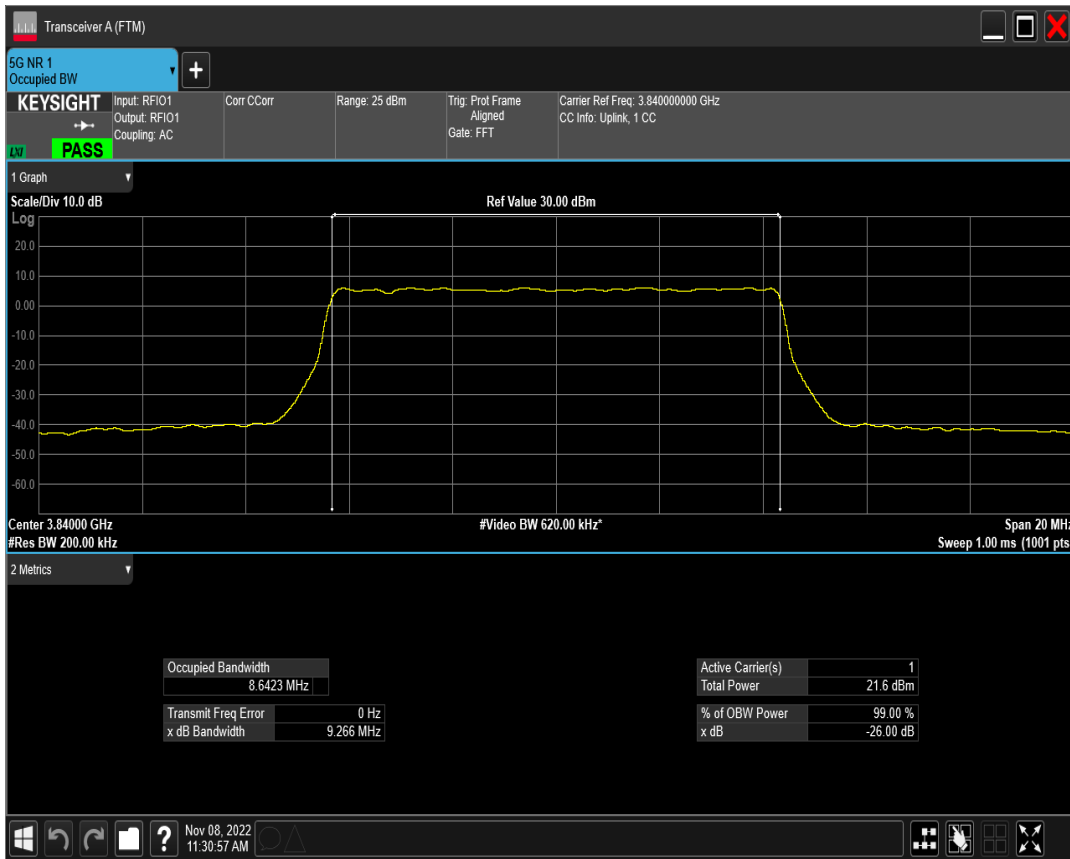 Transceiver A (FTM)
5G NR 1
Occupied BW
+
KEYSIGHT
LXI
PASS
Input: RFIO1
Output: RFIO1
Coupling: AC
Corr CCorr
Range: 25 dBm
Trig: Prot Frame
Aligned
Gate: FFT
Carrier Ref Freq: 3.840000000 GHz
CC Info: Uplink, 1 CC
1 Graph
Scale/Div 10.0 dB
Ref Value 30.00 dBm
Log
20.0
10.0
0.00
-10.0
-20.0
-30.0
-40.0
-50.0
-60.0
Center 3.84000 GHz
#Video BW 620.00 kHz*
Span 20 MHz
#Res BW 200.00 kHz
Sweep 1.00 ms (1001 pts
2 Metrics
Occupied Bandwidth
8.6423 MHz
Transmit Freq Error 0 Hz
x dB Bandwidth 9.266 MHz
Active Carrier(s) 1
Total Power 21.6 dBm
% of OBW Power 99.00 %
x dB -26.00 dB
?
Nov 08, 2022
11:30:57 AM